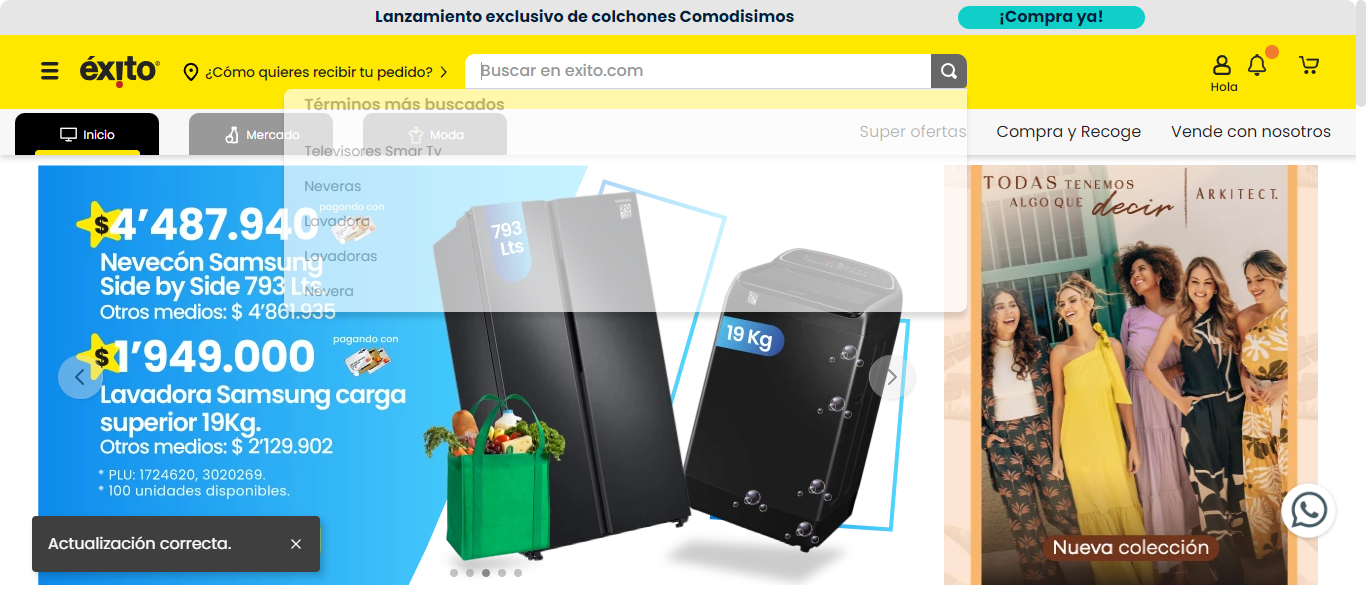 Lanzamiento exclusivo de colchones Comodisimos
¡Compra ya!
éxito
¿Cómo quieres recibir tu pedido?
Buscar en exito.com
Hola
Términos más buscados
Televisores Smar Tv
Neveras
Lavadora
Lavadoras
Nevera
Inicio
Mercado
Moda
Super ofertas
Compra y Recoge
Vende con nosotros
$4’487.940
pagando con
Nevecón Samsung
Side by Side 793 Lts
Otros medios: $ 4’861.935
$1’949.000
pagando con
Lavadora Samsung carga
superior 19Kg.
Otros medios: $ 2’129.902
* PLU: 1724620, 3020269.
* 100 unidades disponibles.
793
Lts
19 Kg
TODAS TENEMOS
ALGO QUE decir
ARKITECT.
Nueva colección
Actualización correcta.